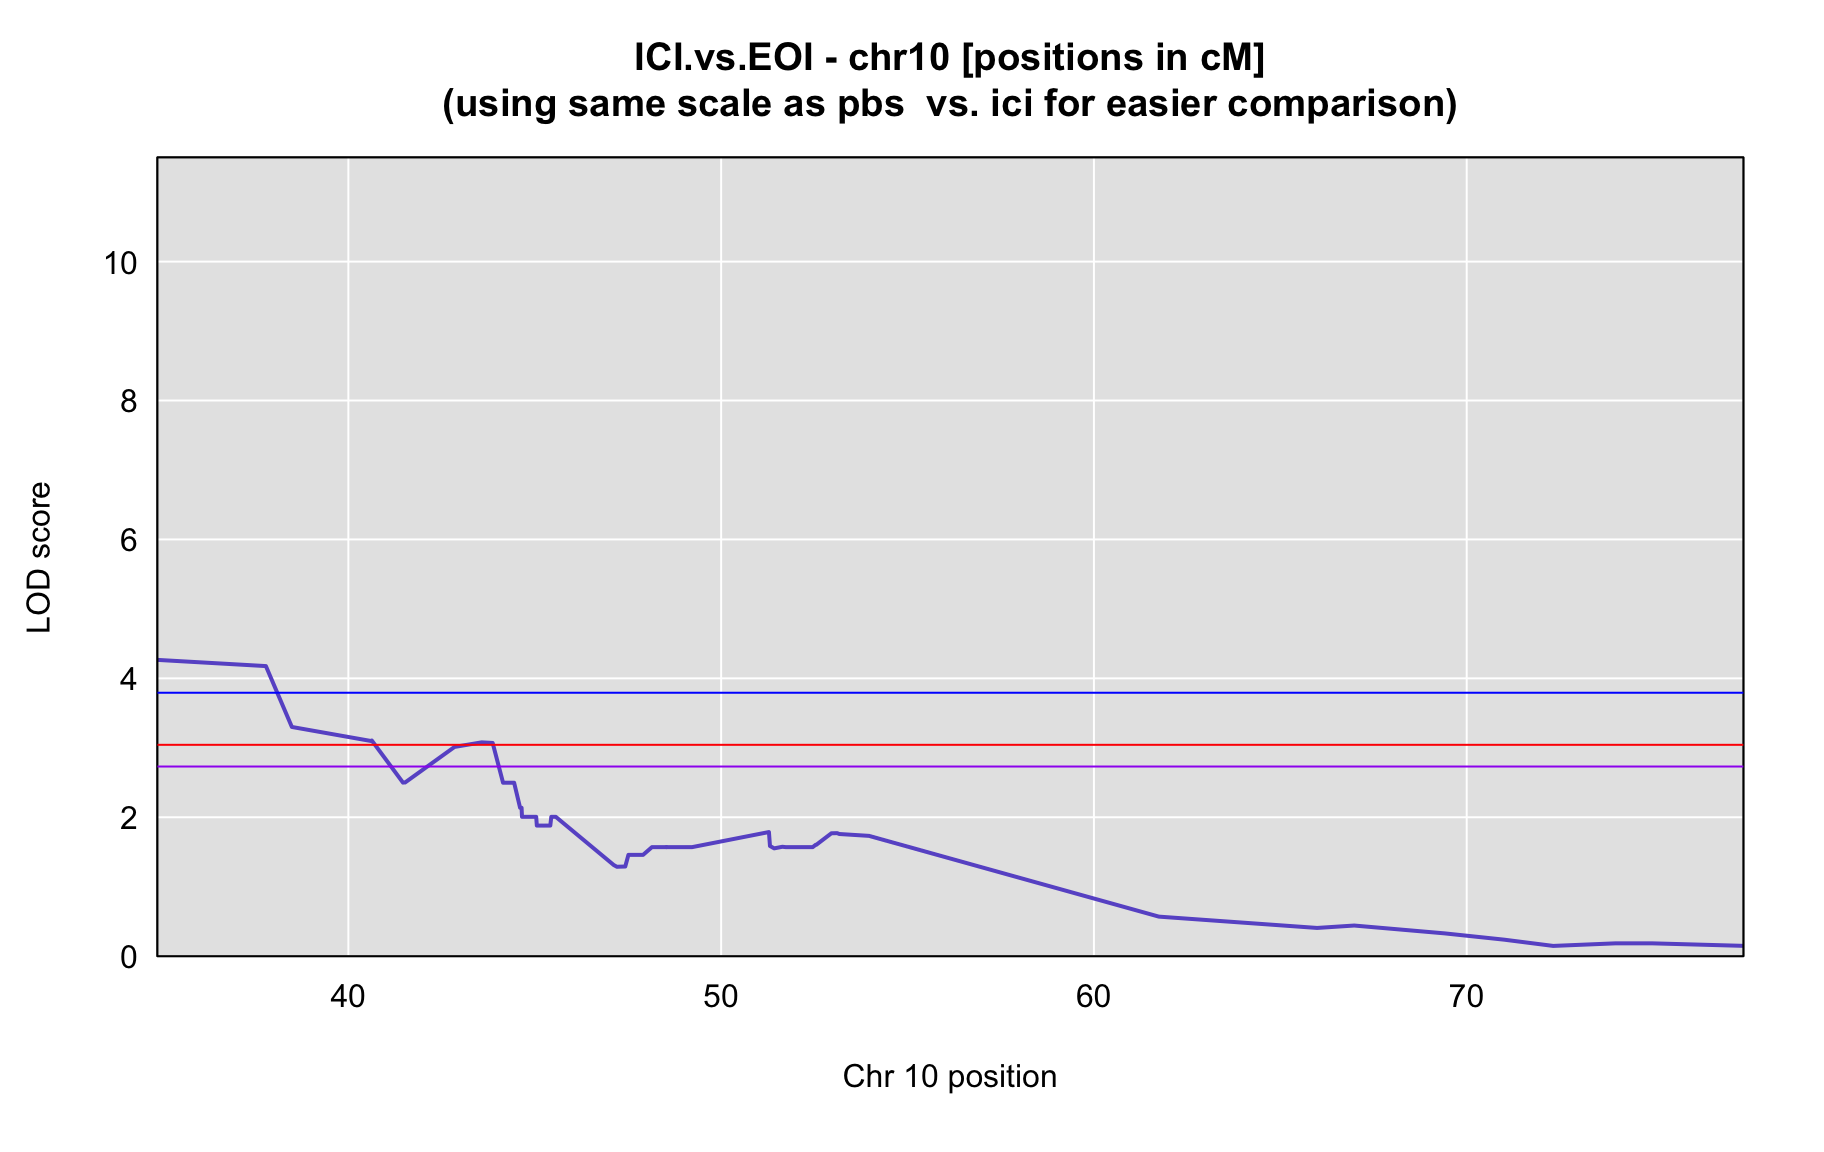 ICI.vs.EOI - chr10 [positions in cM]
(using same scale as pbs  vs. ici for easier comparison)
LOD score
10
8
6
4
2
0
40 50 60 70
Chr 10 position